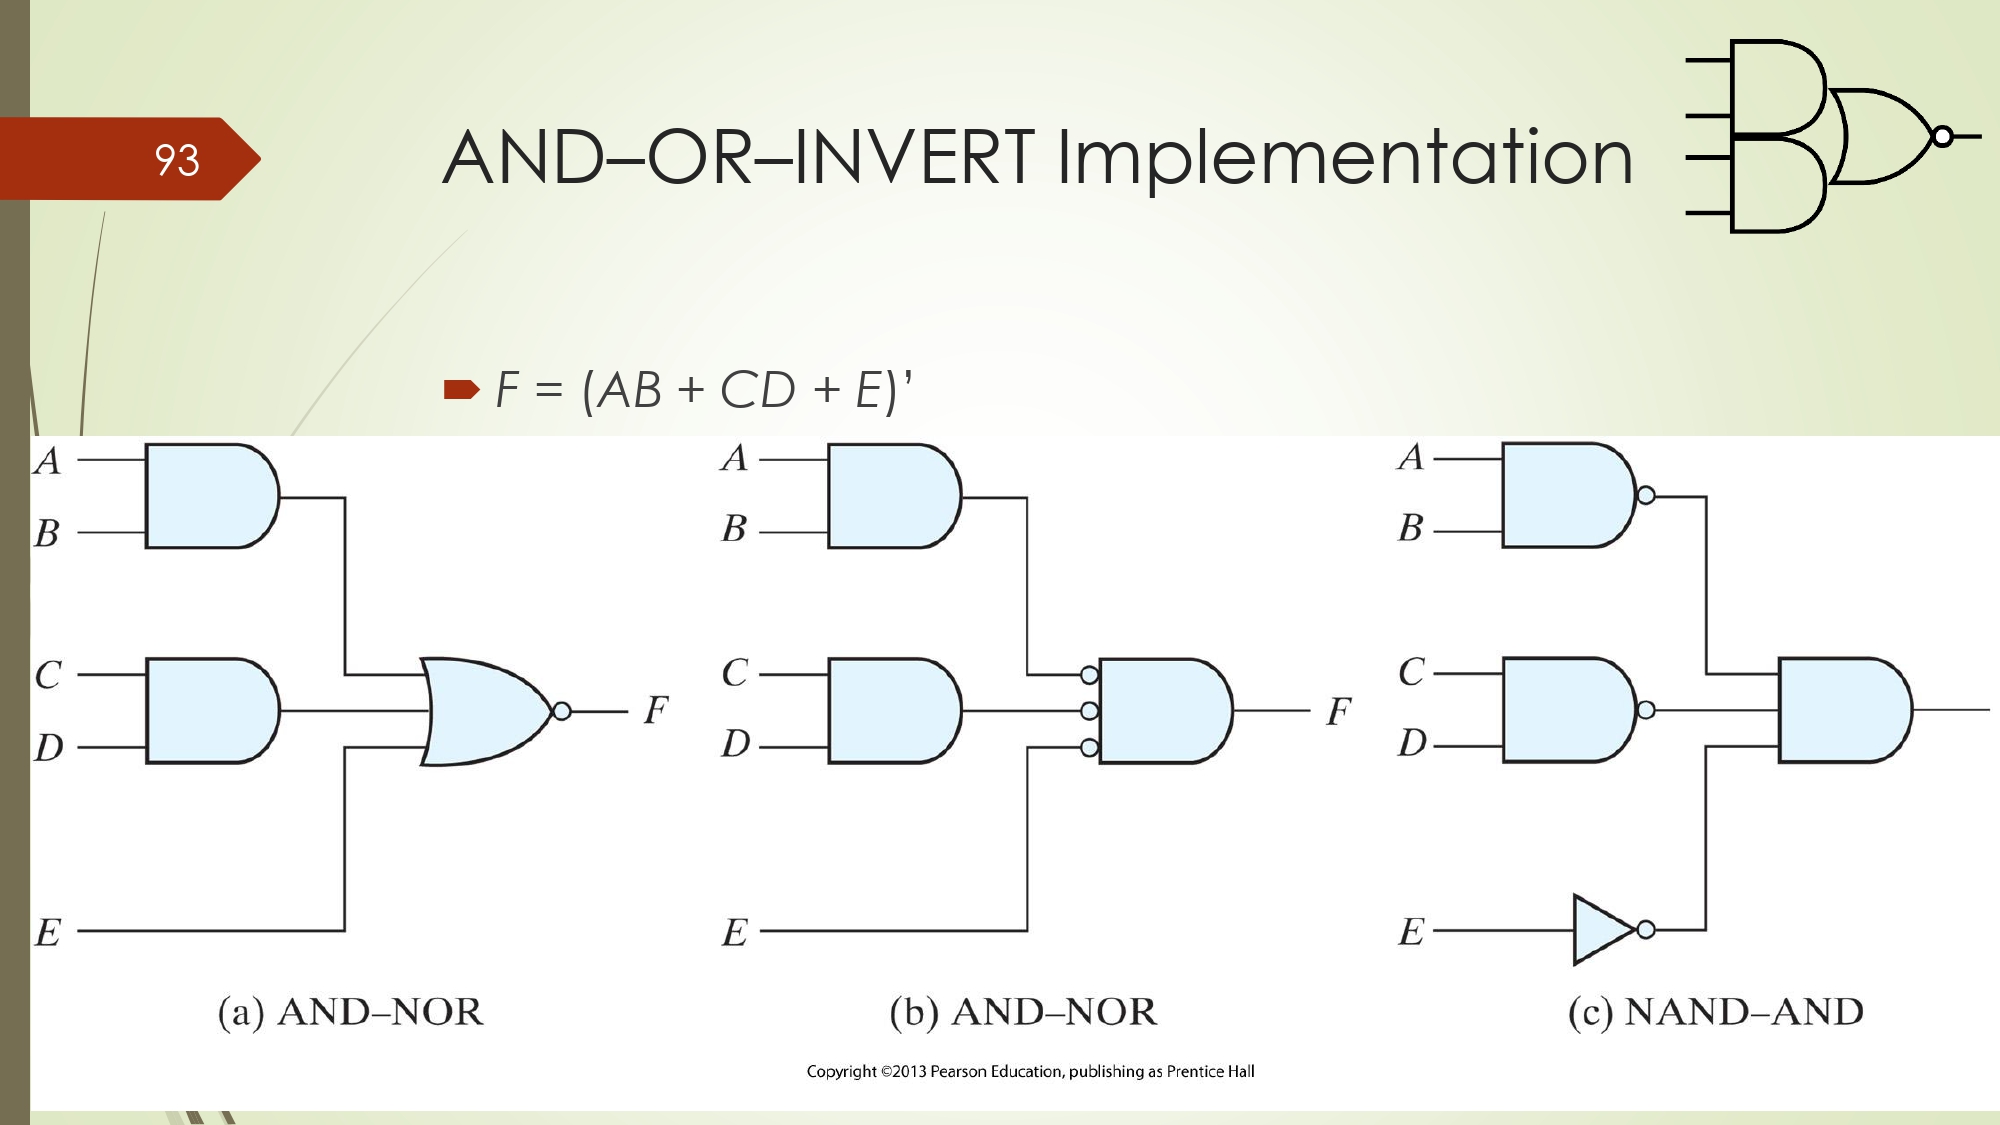 93
AND–OR–INVERT Implementation
F = (AB + CD + E)’
A
B
C
D
E
F
(a) AND–NOR
A
B
C
D
E
F
(b) AND–NOR
A
B
C
D
E
(c) NAND–AND
Copyright ©2013 Pearson Education, publishing as Prentice Hall